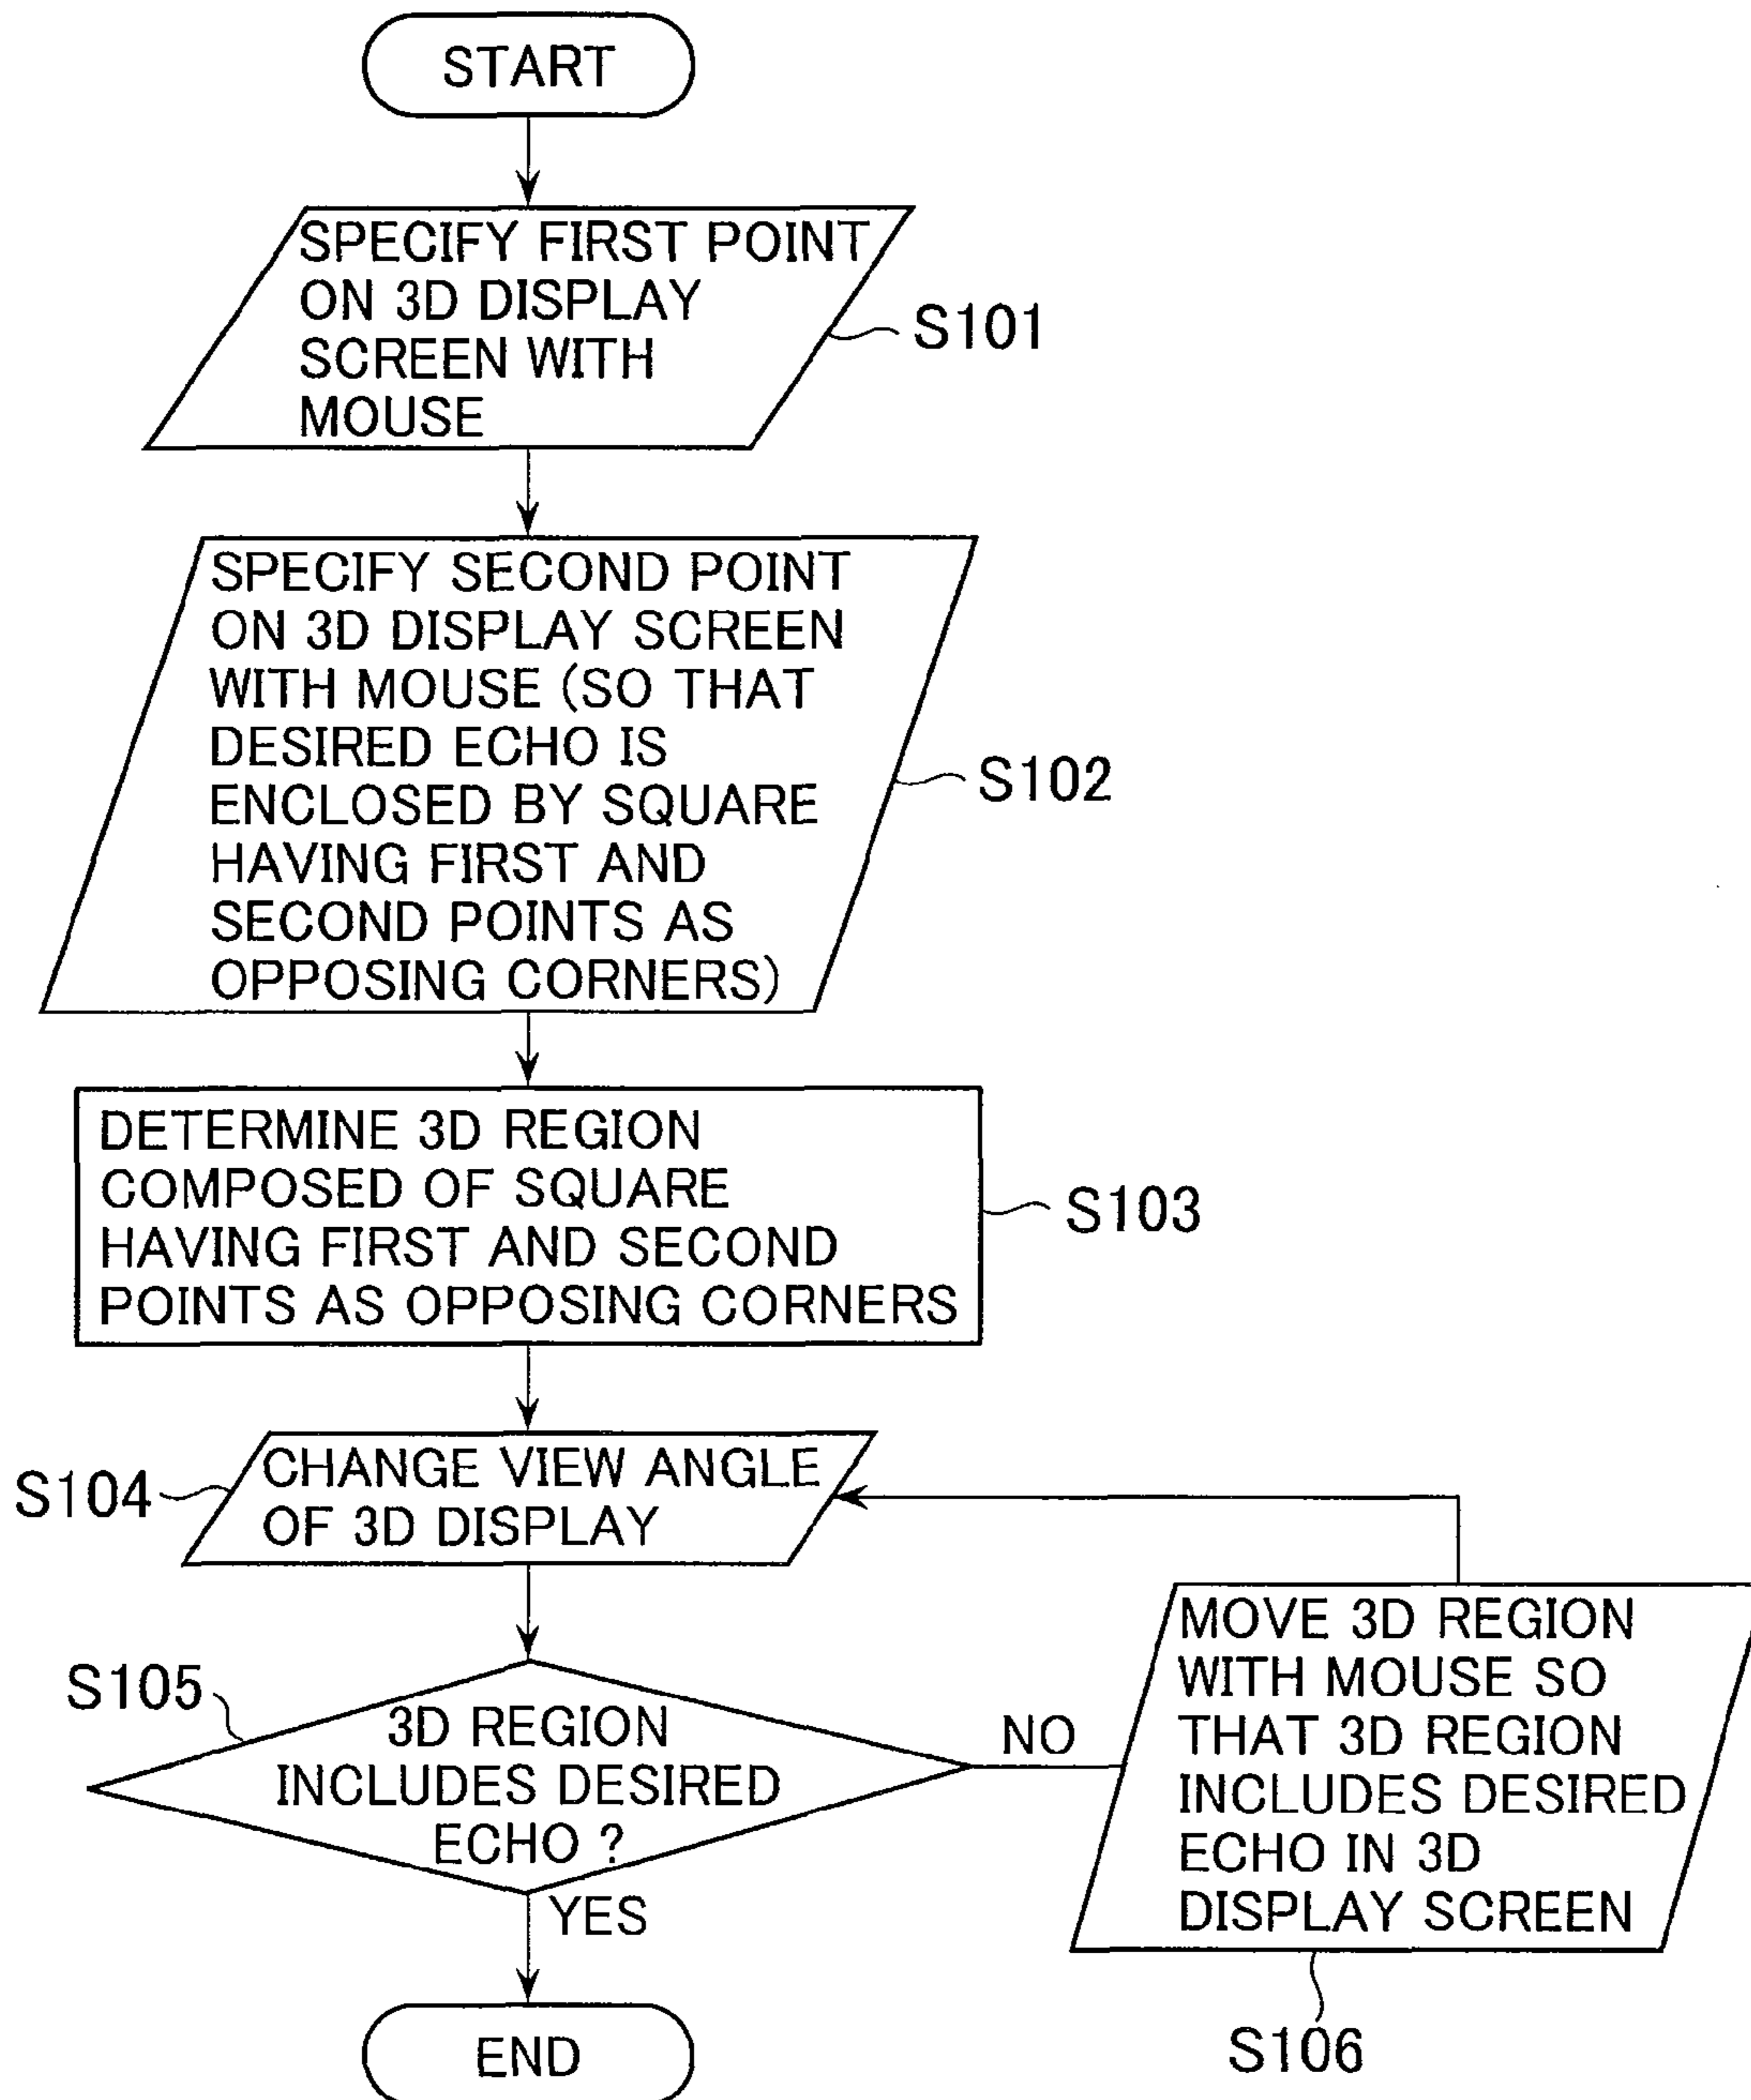 START
SPECIFY FIRST POINT
ON 3D DISPLAY
SCREEN WITH
MOUSE
S101
SPECIFY SECOND POINT
ON 3D DISPLAY SCREEN
WITH MOUSE (SO THAT
DESIRED ECHO IS
ENCLOSED BY SQUARE
HAVING FIRST AND
SECOND POINTS AS
OPPOSING CORNERS)
S102
DETERMINE 3D REGION
COMPOSED OF SQUARE
HAVING FIRST AND SECOND
POINTS AS OPPOSING CORNERS
S103
S104
CHANGE VIEW ANGLE
OF 3D DISPLAY
S105
3D REGION
INCLUDES DESIRED
ECHO ?
NO
YES
MOVE 3D REGION
WITH MOUSE SO
THAT 3D REGION
INCLUDES DESIRED
ECHO IN 3D
DISPLAY SCREEN
S106
END